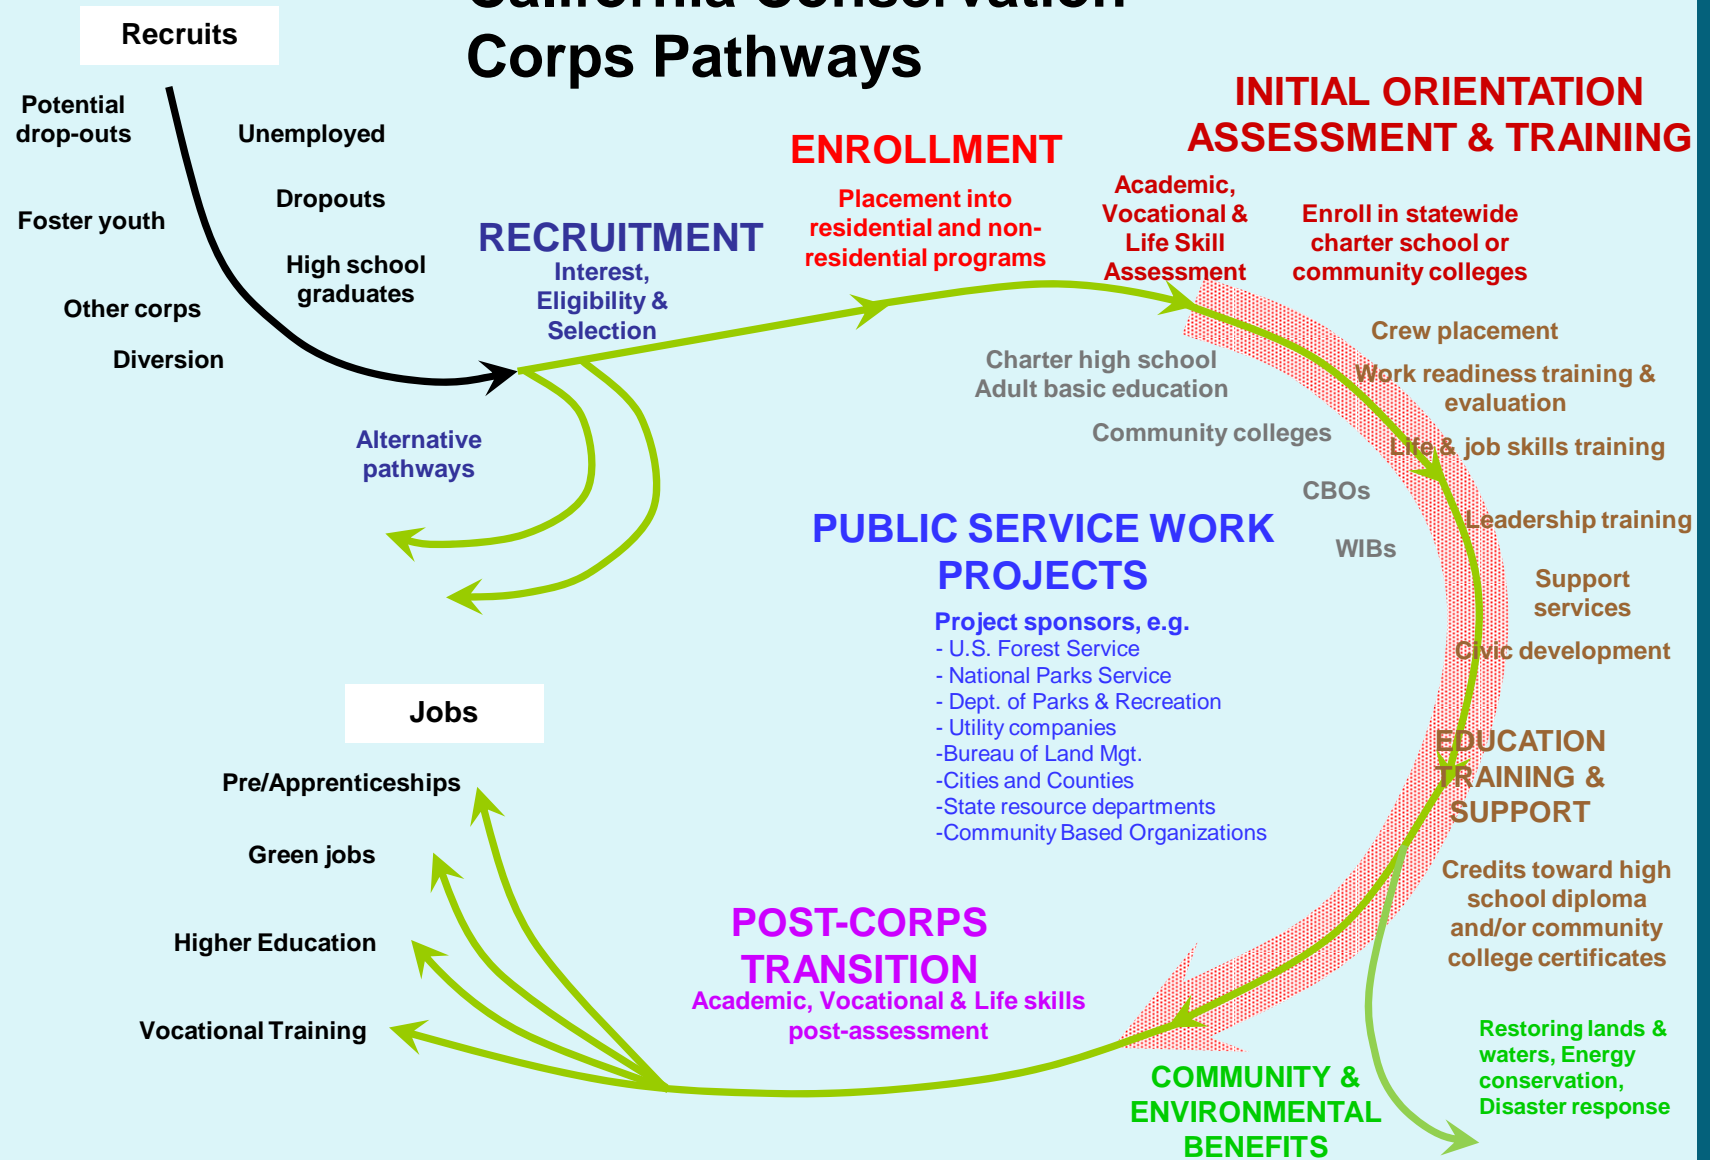 California Conservation
Corps Pathways
Recruits
Potential
drop-outs
Unemployed
Dropouts
Foster youth
High school
graduates
Other corps
Diversion
RECRUITMENT
Interest,
Eligibility &
Selection
Alternative
pathways
ENROLLMENT
Placement into
residential and non-
residential programs
INITIAL ORIENTATION
ASSESSMENT & TRAINING
Academic,
Vocational &
Life Skill
Assessment
Enroll in statewide
charter school or
community colleges
Crew placement
Work readiness training &
evaluation
Life & job skills training
Leadership training
Support
services
Civic development
Charter high school
Adult basic education
Community colleges
CBOs
WIBs
PUBLIC SERVICE WORK
PROJECTS
Project sponsors, e.g.
- U.S. Forest Service
- National Parks Service
- Dept. of Parks & Recreation
- Utility companies
-Bureau of Land Mgt.
-Cities and Counties
-State resource departments
-Community Based Organizations
EDUCATION
TRAINING &
SUPPORT
Credits toward high
school diploma
and/or community
college certificates
Restoring lands &
waters, Energy
conservation,
Disaster response
COMMUNITY &
ENVIRONMENTAL
BENEFITS
POST-CORPS
TRANSITION
Academic, Vocational & Life skills
post-assessment
Jobs
Pre/Apprenticeships
Green jobs
Higher Education
Vocational Training